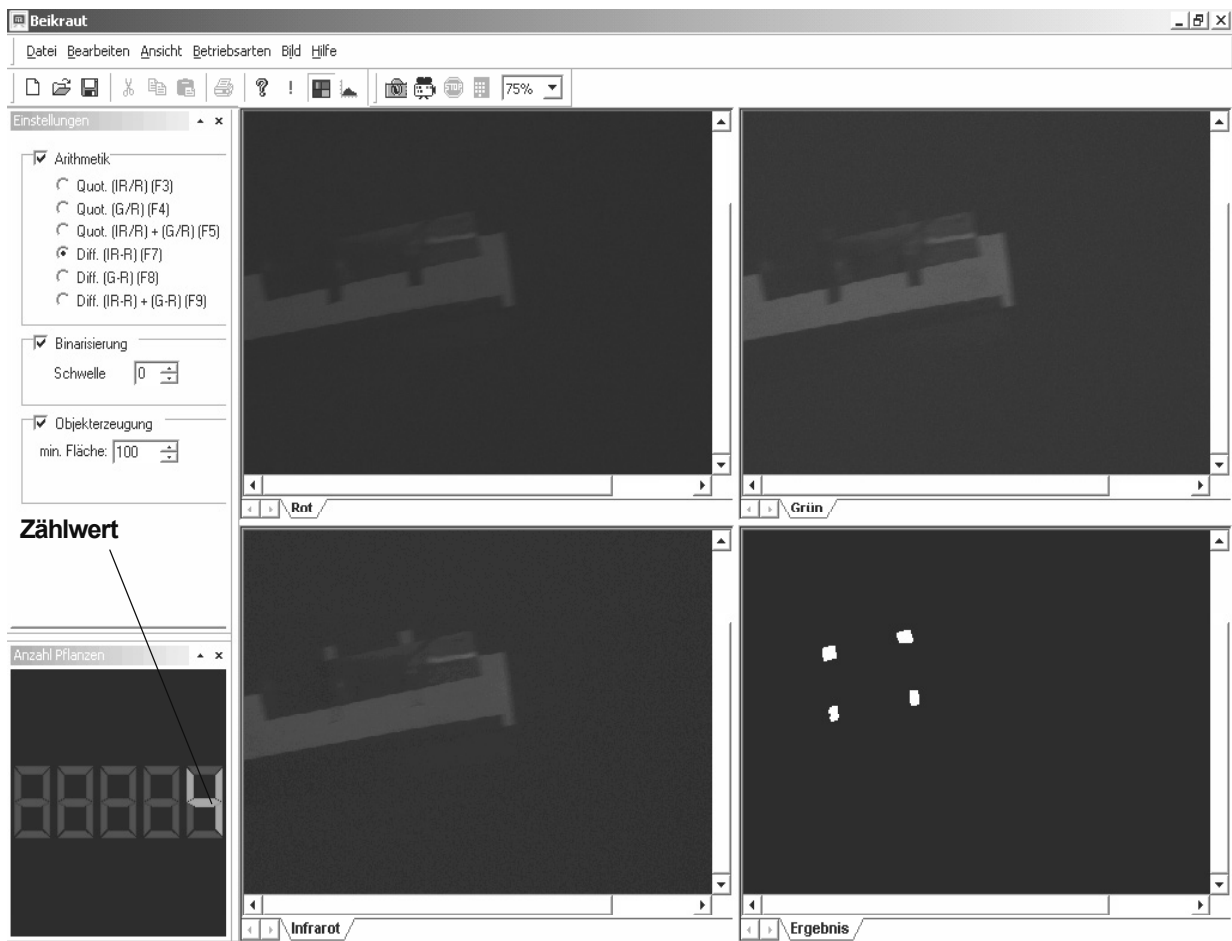 Beikraut
Datei Bearbeiten Ansicht Betriebsarten Bild Hilfe
STOP 75%
Einstellungen
Arithmetik
Quot. (IR/R) (F3)
Quot. (G/R) (F4)
Quot. (IR/R) + (G/R) (F5)
Diff. (IR-R) (F7)
Diff. (G-R) (F8)
Diff. (IR-R) + (G-R) (F9)
Binarisierung
Schwelle 0
Objekterzeugung
min. Fläche: 100
Zählwert
Anzahl Pflanzen
4
Rot
Grün
Infrarot
Ergebnis